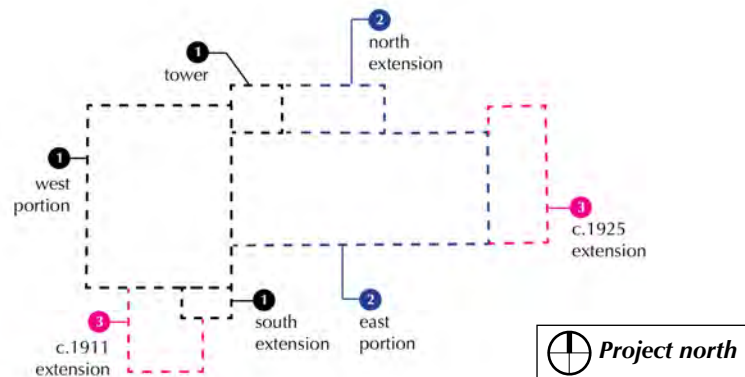 1
tower
2
north
extension
1
west
portion
3
c.1925
extension
3
c.1911
extension
1
south
extension
2
east
portion
Project north